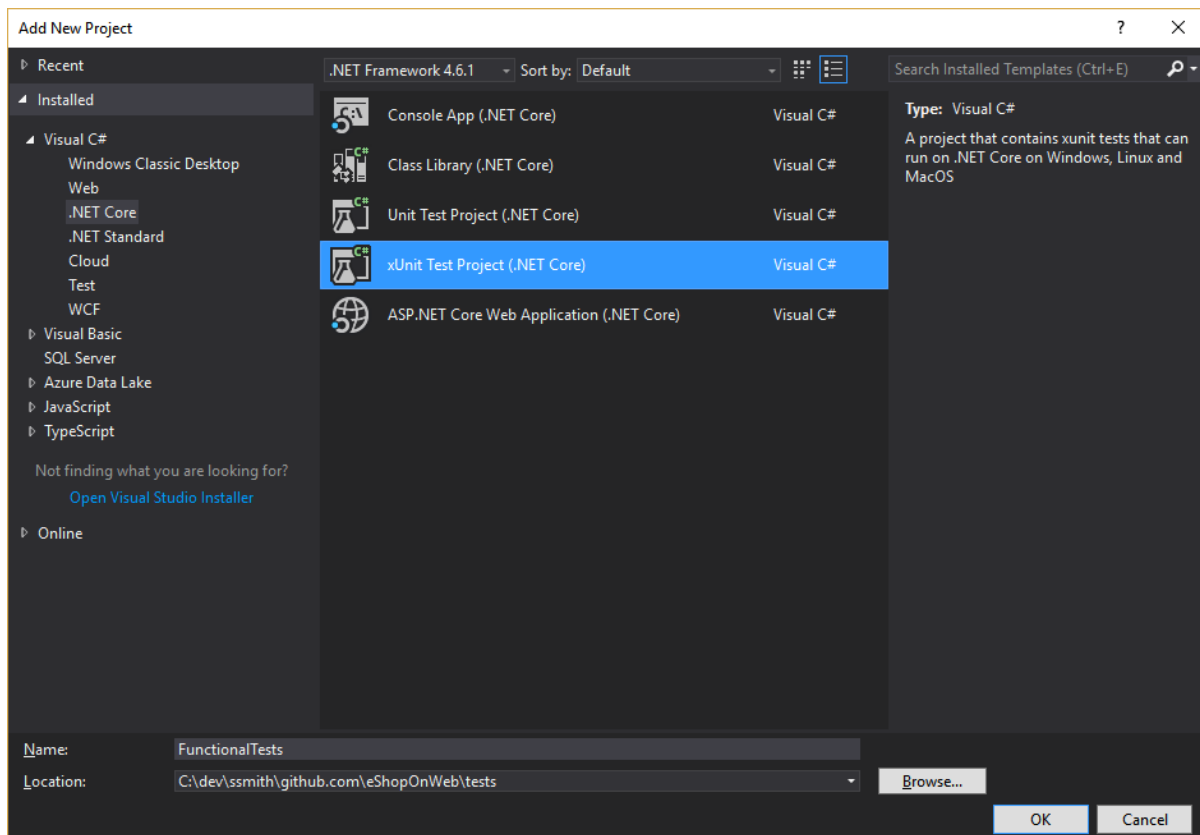 Add New Project
?
Recent
Installed
Visual C#
Windows Classic Desktop
Web
.NET Core
.NET Standard
Cloud
Test
WCF
Visual Basic
SQL Server
Azure Data Lake
JavaScript
TypeScript
Not finding what you are looking for?
Open Visual Studio Installer
Online
.NET Framework 4.6.1 Sort by: Default
Console App (.NET Core) Visual C#
Class Library (.NET Core) Visual C#
Unit Test Project (.NET Core) Visual C#
xUnit Test Project (.NET Core) Visual C#
ASP.NET Core Web Application (.NET Core) Visual C#
Search Installed Templates (Ctrl+E)
Type: Visual C#
A project that contains xunit tests that can
run on .NET Core on Windows, Linux and
MacOS
Name: FunctionalTests
Location: C:\dev\ssmith\github.com\eShopOnWeb\tests Browse...
OK Cancel